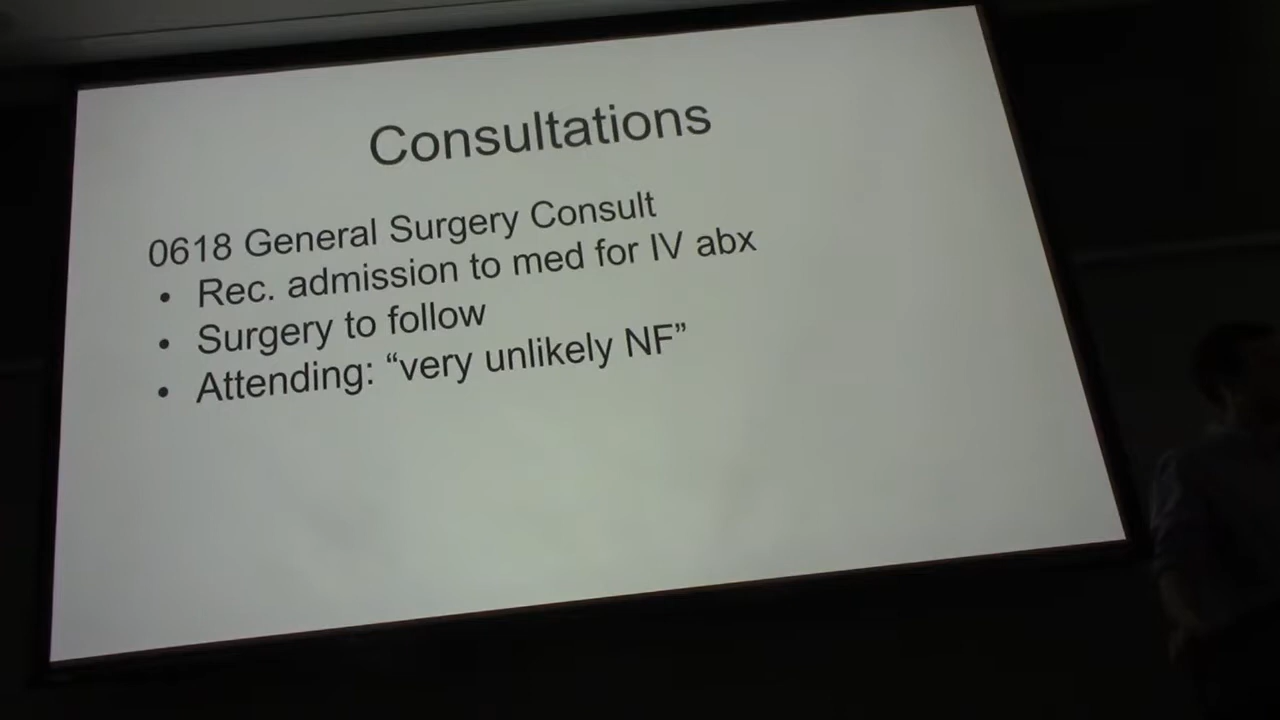 Consultations
0618 General Surgery Consult
• Rec. admission to med for IV abx
• Surgery to follow
• Attending: “very unlikely NF”